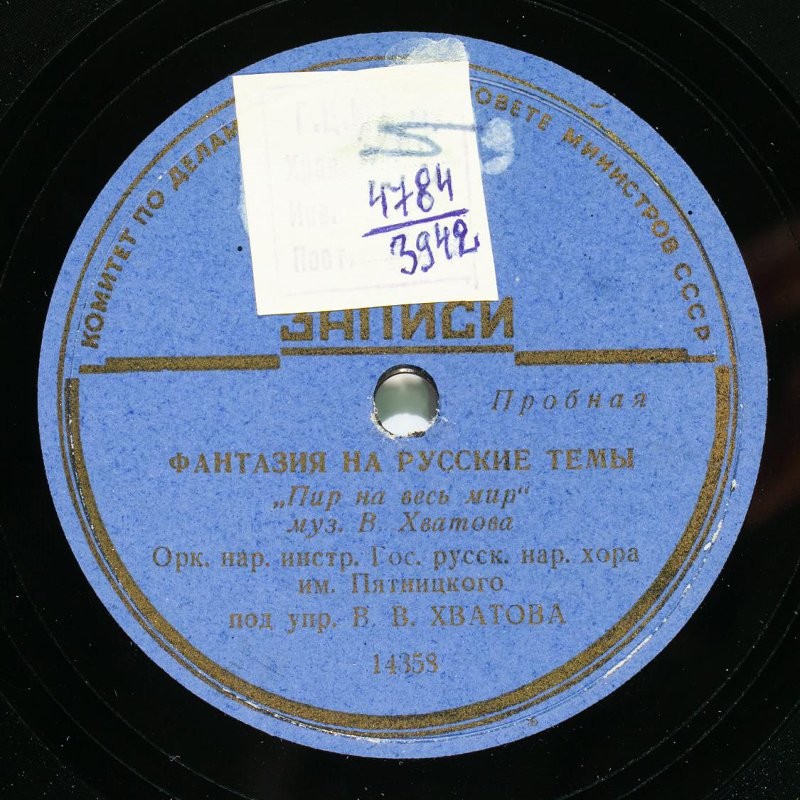 КОМИТЕТ ПО ДЕЛАМ СОВЕТЕ МИНИСТРОВ СССР
4784
3942
ЗАПИСИ
Пробная
ФАНТАЗИЯ НА РУССКИЕ ТЕМЫ
„Пир на весь мир“
муз. В. Хватова
Орк. нар. инстр. Гос. русск. нар. хора
им. Пятницкого
под упр. В. В. ХВАТОВА
14358